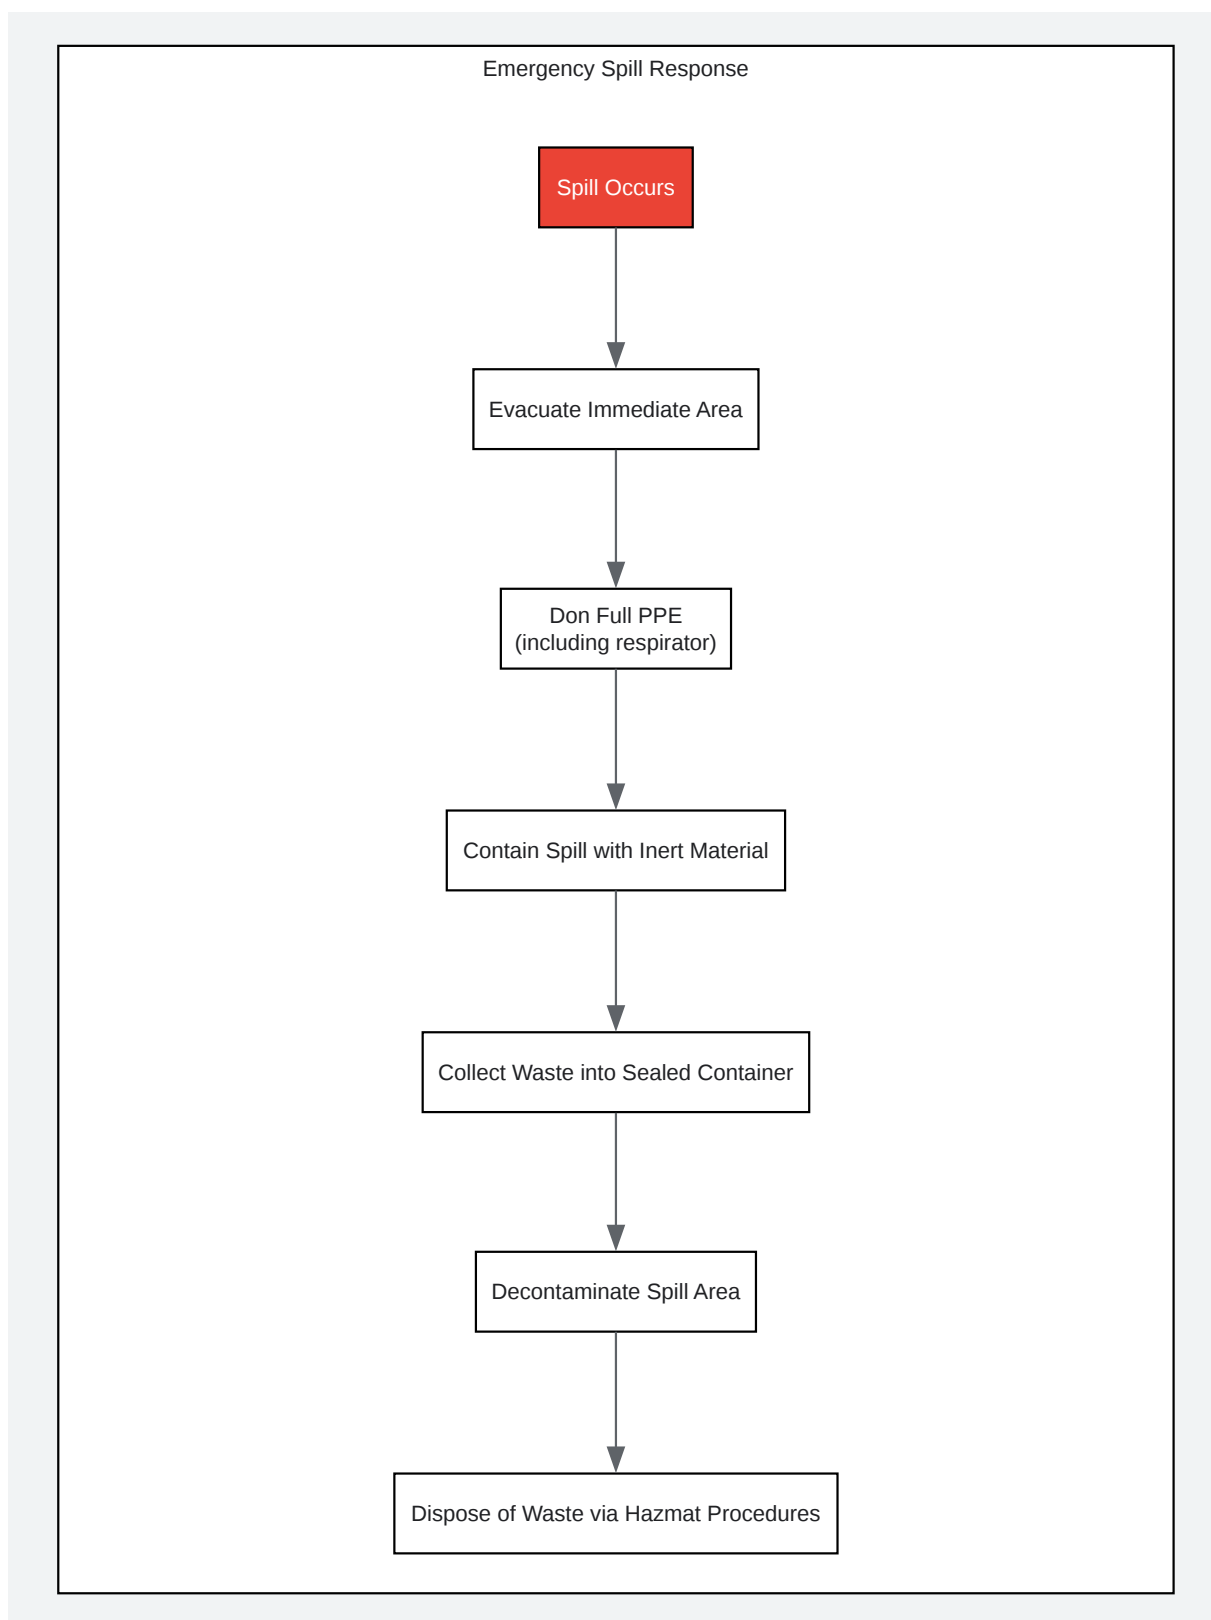 Emergency Spill Response
Spill Occurs
Evacuate Immediate Area
Don Full PPE
(including respirator)
Contain Spill with Inert Material
Collect Waste into Sealed Container
Decontaminate Spill Area
Dispose of Waste via Hazmat Procedures